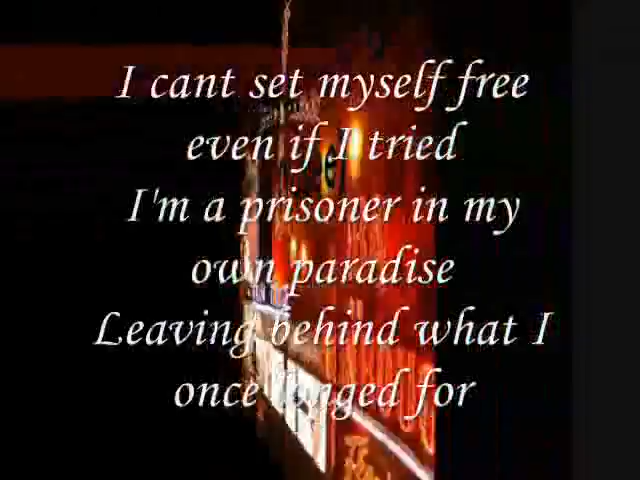 I cant set myself free
even if I tried
I'm a prisoner in my
own paradise
Leaving behind what I
once longed for